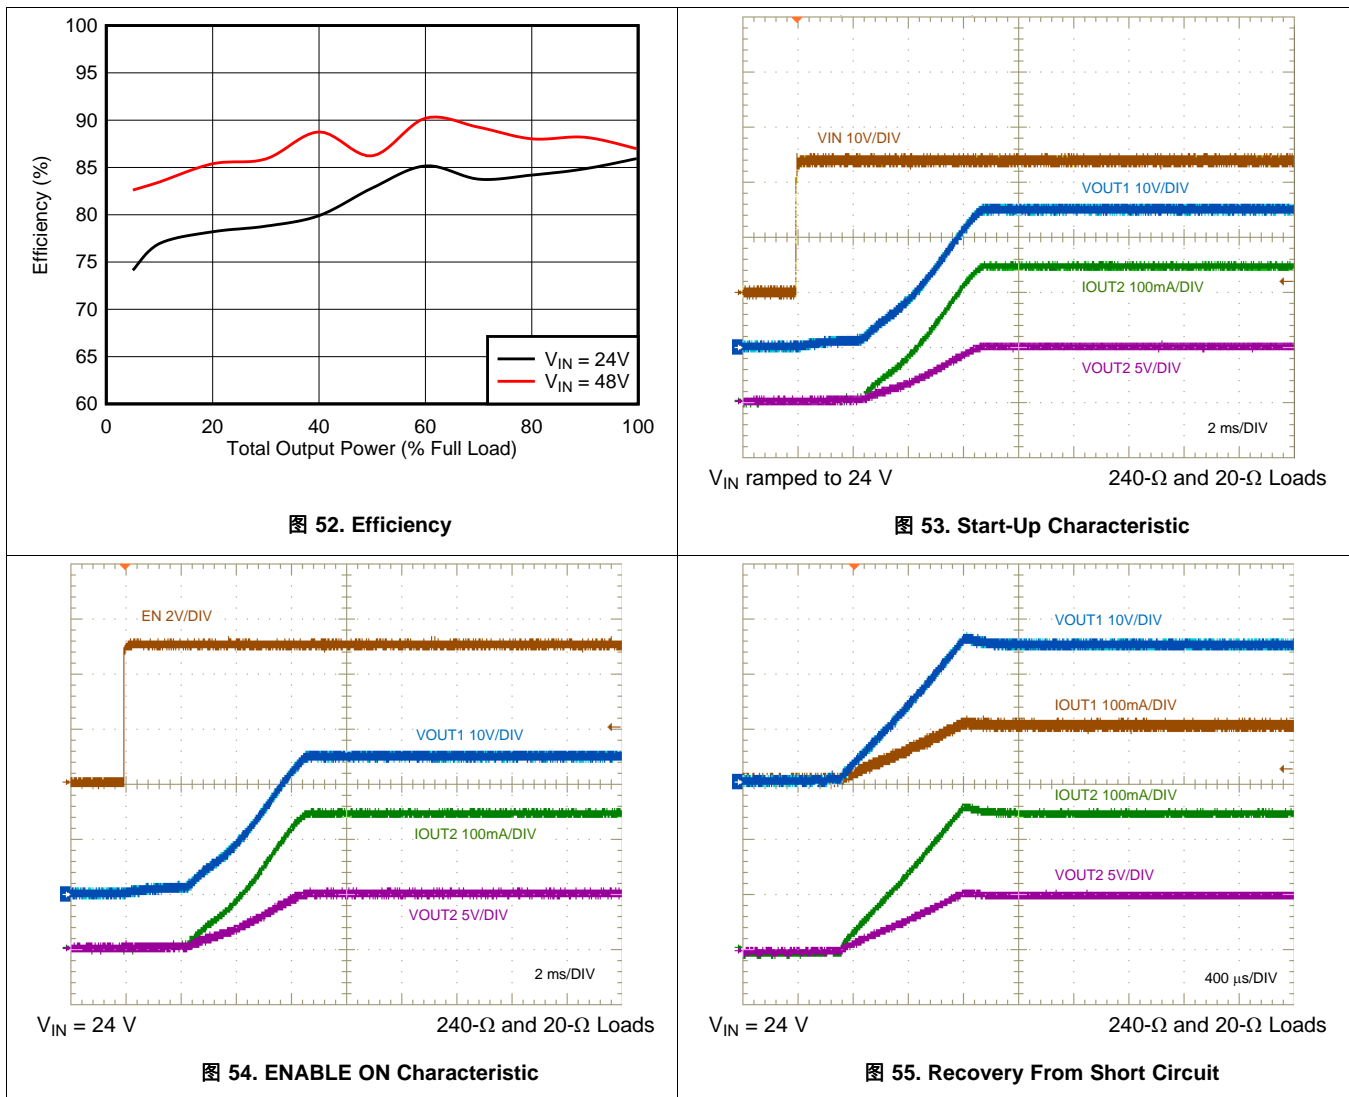 100
95
90
85
80
75
70
65
60
Efficiency (%)
0 20 40 60 80 100
Total Output Power (% Full Load)
V_IN = 24V
V_IN = 48V
图 52. Efficiency
VIN 10V/DIV
VOUT1 10V/DIV
IOUT2 100mA/DIV
VOUT2 5V/DIV
2 ms/DIV
V_IN ramped to 24 V 240-Ω and 20-Ω Loads
图 53. Start-Up Characteristic
EN 2V/DIV
VOUT1 10V/DIV
IOUT2 100mA/DIV
VOUT2 5V/DIV
2 ms/DIV
V_IN = 24 V 240-Ω and 20-Ω Loads
图 54. ENABLE ON Characteristic
VOUT1 10V/DIV
IOUT1 100mA/DIV
IOUT2 100mA/DIV
VOUT2 5V/DIV
400 µs/DIV
V_IN = 24 V 240-Ω and 20-Ω Loads
图 55. Recovery From Short Circuit